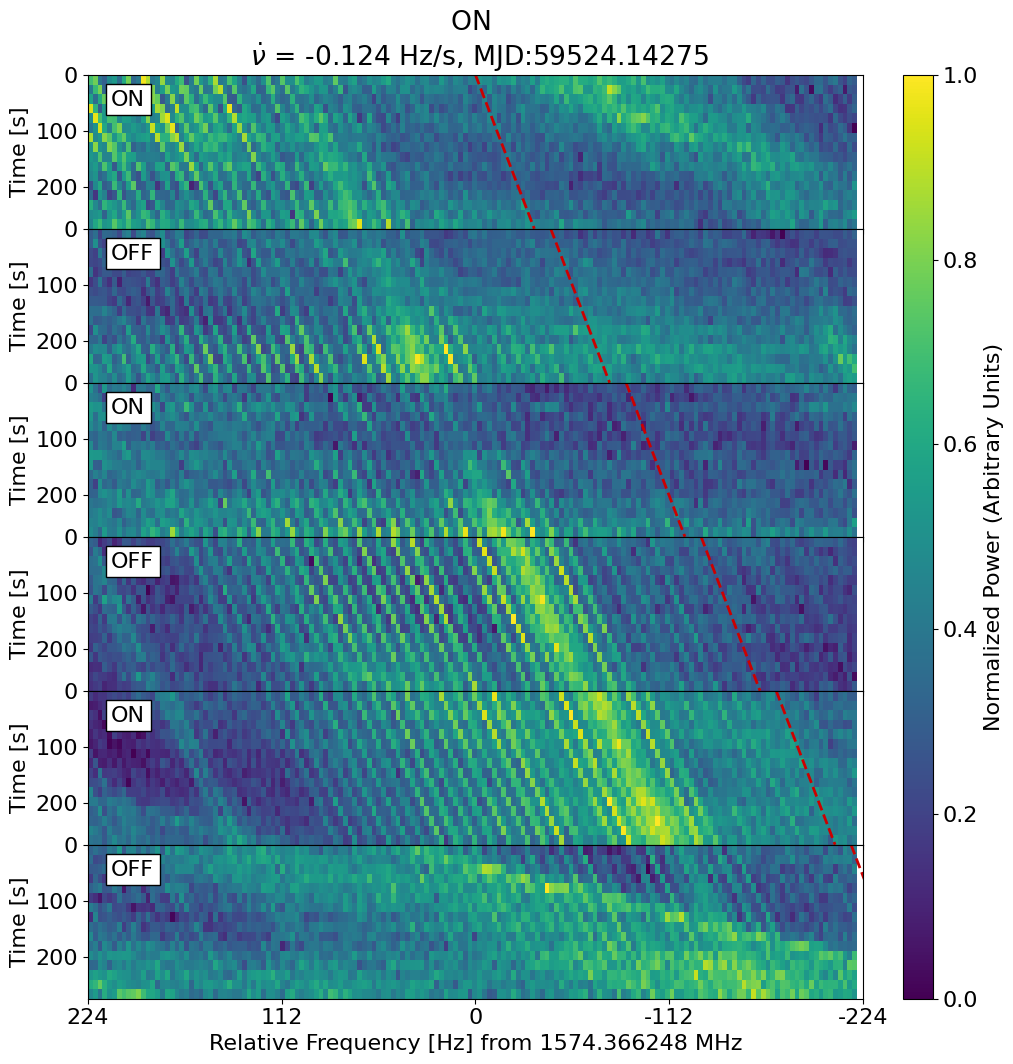 ON
ν̇ = -0.124 Hz/s, MJD:59524.14275
0
100
200
Time [s]
ON
0
100
200
Time [s]
OFF
0
100
200
Time [s]
ON
0
100
200
Time [s]
OFF
0
100
200
Time [s]
ON
0
100
200
Time [s]
OFF
224 112 0 -112 -224
Relative Frequency [Hz] from 1574.366248 MHz
1.0
0.8
0.6
0.4
0.2
0.0
Normalized Power (Arbitrary Units)